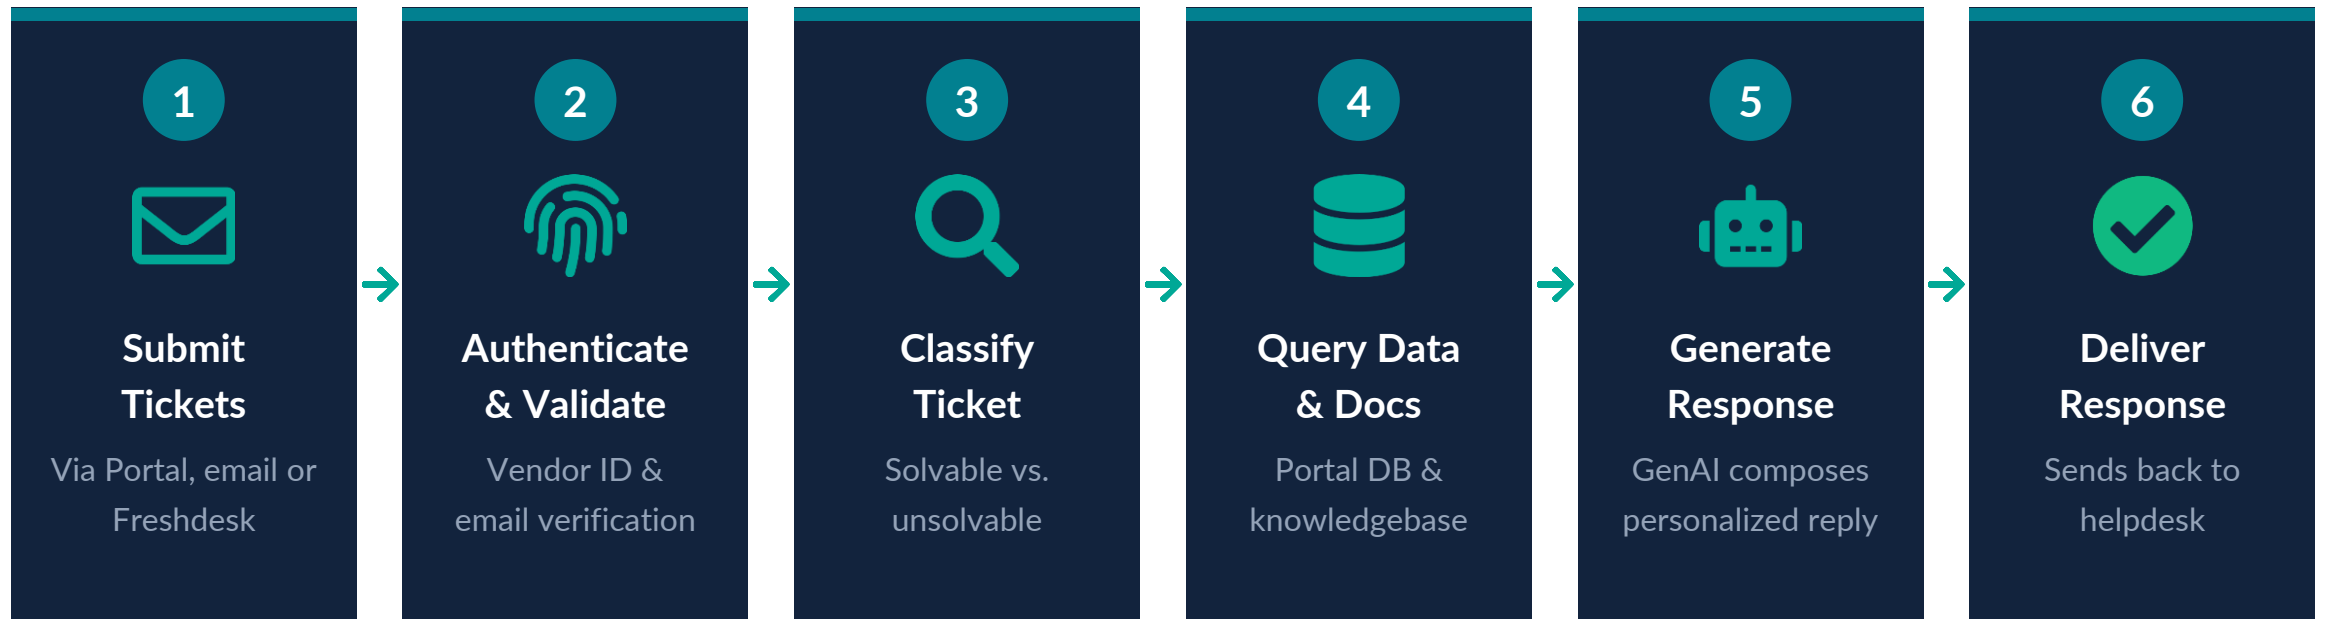 1
Submit
Tickets
Via Portal, email or
Freshdesk
2
Authenticate
& Validate
Vendor ID &
email verification
3
Classify
Ticket
Solvable vs.
unsolvable
4
Query Data
& Docs
Portal DB &
knowledgebase
5
Generate
Response
GenAI composes
personalized reply
6
Deliver
Response
Sends back to
helpdesk